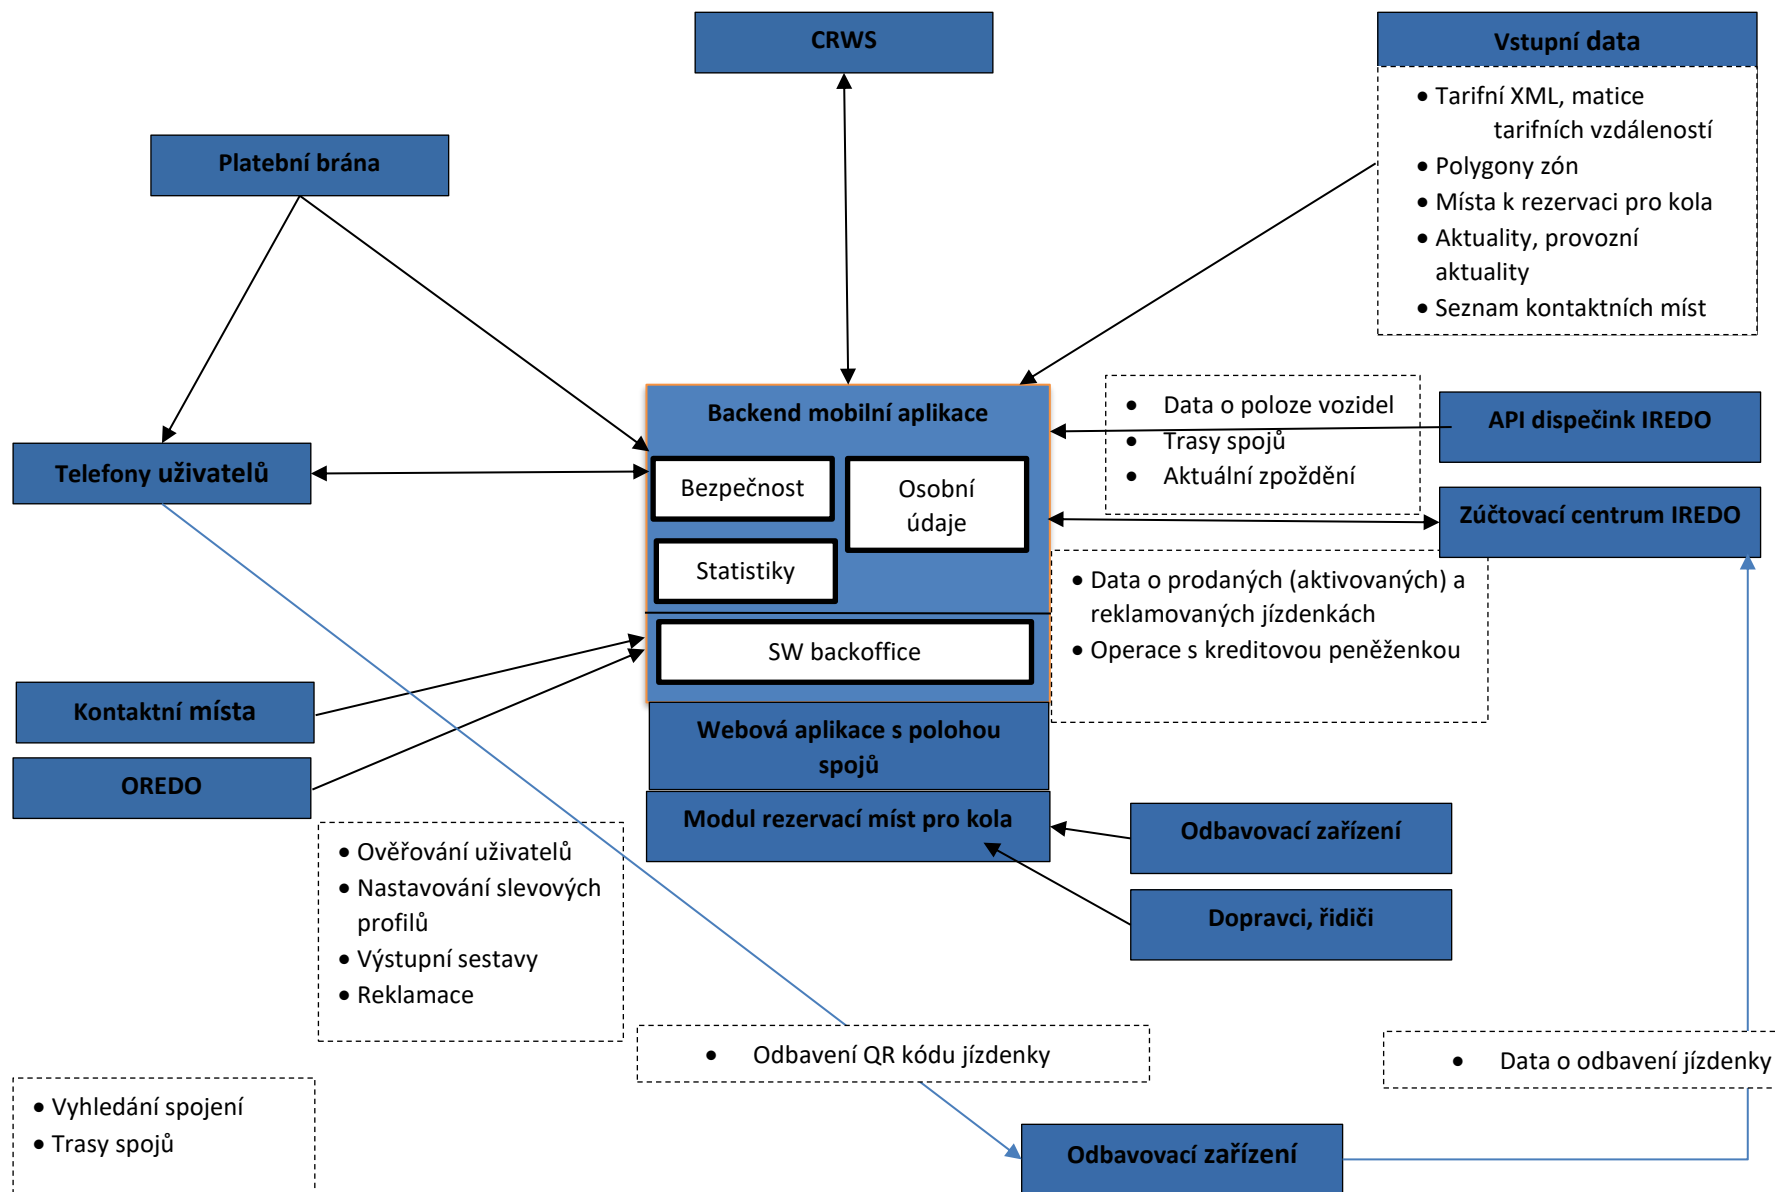 CRWS
Vstupní data
• Tarifní XML, matice
tarifních vzdáleností
• Polygony zón
• Místa k rezervaci pro kola
• Aktuality, provozní
aktuality
• Seznam kontaktních míst
Platební brána
Backend mobilní aplikace
• Data o poloze vozidel
• Trasy spojů
• Aktuální zpoždění
API dispečink IREDO
Telefony uživatelů
Bezpečnost
Osobní
údaje
Zúčtovací centrum IREDO
Statistiky
• Data o prodaných (aktivovaných) a
reklamovaných jízdenkách
• Operace s kreditovou peněženkou
SW backoffice
Kontaktní místa
Webová aplikace s polohou
spojů
OREDO
Modul rezervací míst pro kola
Odbavovací zařízení
• Ověřování uživatelů
• Nastavování slevových
profilů
• Výstupní sestavy
• Reklamace
Dopravci, řidiči
• Odbavení QR kódu jízdenky
• Data o odbavení jízdenky
• Vyhledání spojení
• Trasy spojů
Odbavovací zařízení